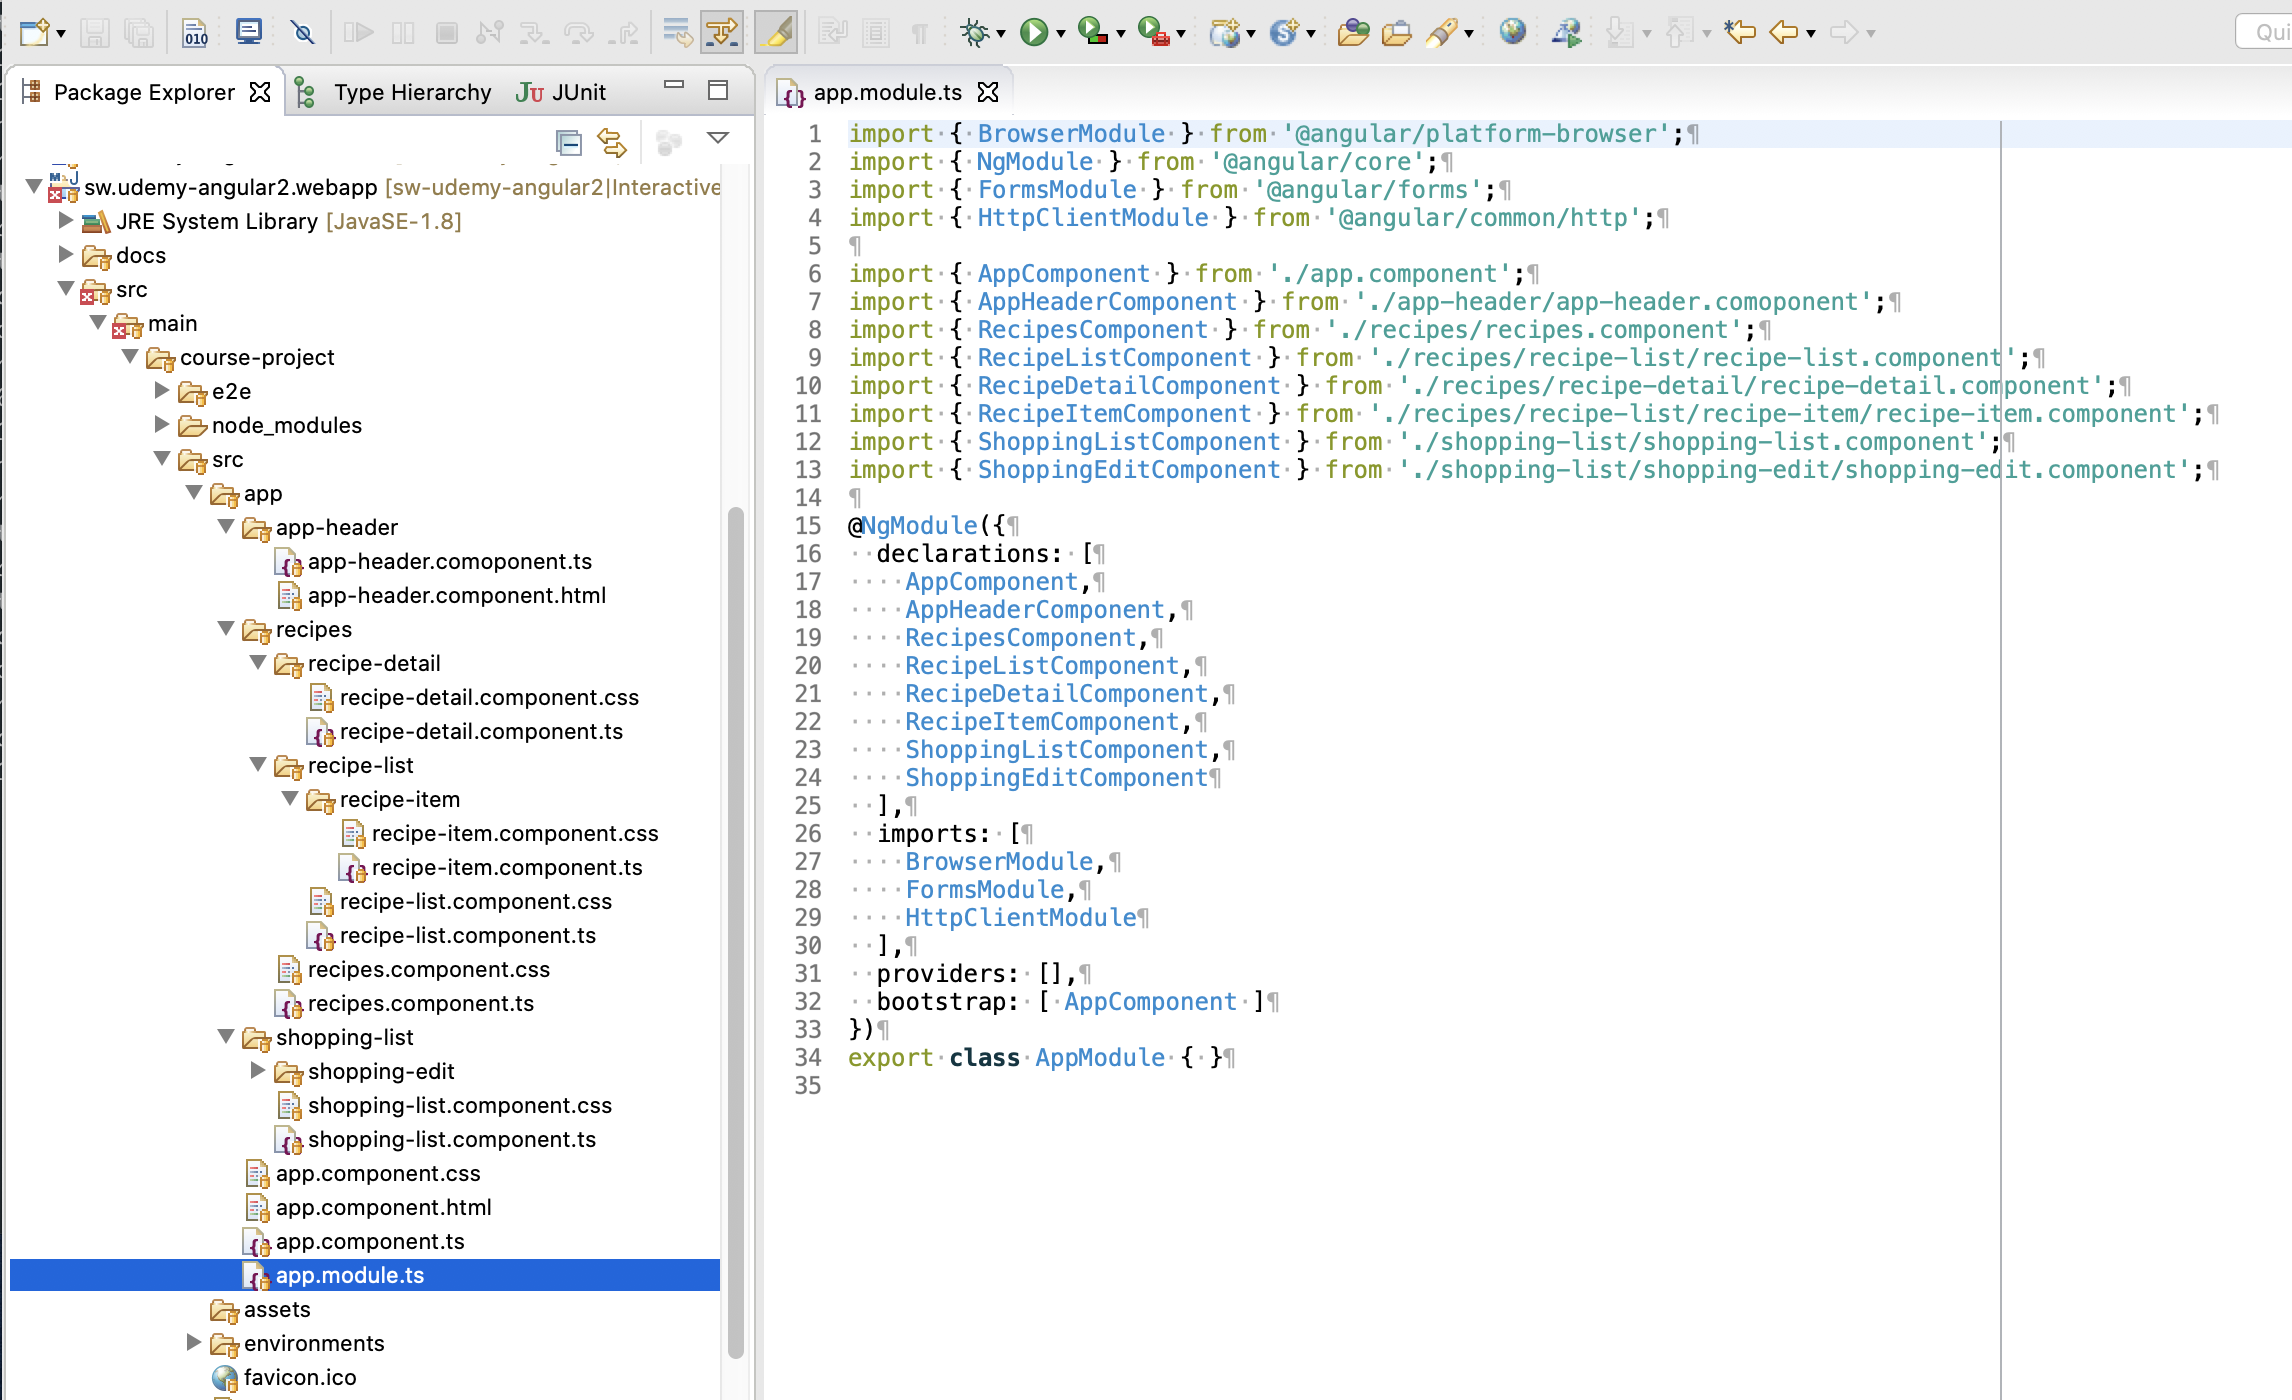 010
Qui
Package Explorer
Type Hierarchy
JU JUnit
app.module.ts
sw.udemy-angular2.webapp [sw-udemy-angular2|Interactive
JRE System Library [JavaSE-1.8]
docs
src
main
course-project
e2e
node_modules
src
app
app-header
app-header.comoponent.ts
app-header.component.html
recipes
recipe-detail
recipe-detail.component.css
recipe-detail.component.ts
recipe-list
recipe-item
recipe-item.component.css
recipe-item.component.ts
recipe-list.component.css
recipe-list.component.ts
recipes.component.css
recipes.component.ts
shopping-list
shopping-edit
shopping-list.component.css
shopping-list.component.ts
app.component.css
app.component.html
app.component.ts
app.module.ts
assets
environments
favicon.ico
1 import { BrowserModule } from '@angular/platform-browser';¶
2 import { NgModule } from '@angular/core';¶
3 import { FormsModule } from '@angular/forms';¶
4 import { HttpClientModule } from '@angular/common/http';¶
5 ¶
6 import { AppComponent } from './app.component';¶
7 import { AppHeaderComponent } from './app-header/app-header.comoponent';¶
8 import { RecipesComponent } from './recipes/recipes.component';¶
9 import { RecipeListComponent } from './recipes/recipe-list/recipe-list.component';¶
10 import { RecipeDetailComponent } from './recipes/recipe-detail/recipe-detail.component';¶
11 import { RecipeItemComponent } from './recipes/recipe-list/recipe-item/recipe-item.component';¶
12 import { ShoppingListComponent } from './shopping-list/shopping-list.component';¶
13 import { ShoppingEditComponent } from './shopping-list/shopping-edit/shopping-edit.component';¶
14 ¶
15 @NgModule({¶
16 ··declarations:·[¶
17 ····AppComponent,¶
18 ····AppHeaderComponent,¶
19 ····RecipesComponent,¶
20 ····RecipeListComponent,¶
21 ····RecipeDetailComponent,¶
22 ····RecipeItemComponent,¶
23 ····ShoppingListComponent,¶
24 ····ShoppingEditComponent¶
25 ··],¶
26 ··imports:·[¶
27 ····BrowserModule,¶
28 ····FormsModule,¶
29 ····HttpClientModule¶
30 ··],¶
31 ··providers:·[],¶
32 ··bootstrap:·[·AppComponent·]¶
33 })¶
34 export·class·AppModule·{·}¶
35